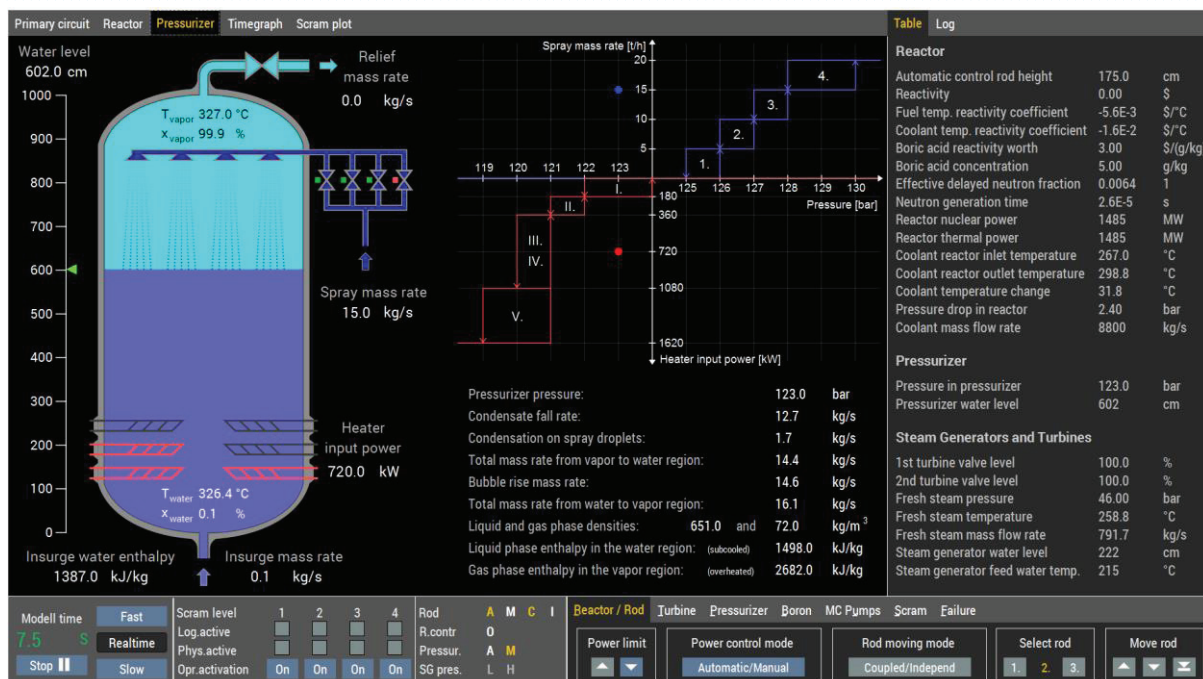 Primary circuit Reactor Pressurizer Timegraph Scram plot
Water level
602.0 cm
1000
900
800
700
600
500
400
300
200
100
0
Relief
mass rate
0.0 kg/s
Tvapor 327.0 °C
xvapor 99.9 %
Spray mass rate
15.0 kg/s
Heater
input power
720.0 kW
Twater 326.4 °C
xwater 0.1 %
Insurge water enthalpy
1387.0 kJ/kg
Insurge mass rate
0.1 kg/s
Spray mass rate [t/h]
20
15
10
5
4.
3.
2.
1.
119 120 121 122 123 125 126 127 128 129 130
Pressure [bar]
I.
II.
III.
IV.
V.
180
360
720
1080
1620
Heater input power [kW]
Pressurizer pressure: 123.0 bar
Condensate fall rate: 12.7 kg/s
Condensation on spray droplets: 1.7 kg/s
Total mass rate from vapor to water region: 14.4 kg/s
Bubble rise mass rate: 14.6 kg/s
Total mass rate from water to vapor region: 16.1 kg/s
Liquid and gas phase densities: 651.0 and 72.0 kg/m3
Liquid phase enthalpy in the water region: (subcooled) 1498.0 kJ/kg
Gas phase enthalpy in the vapor region: (overheated) 2682.0 kJ/kg
Table Log
Reactor
Automatic control rod height 175.0 cm
Reactivity 0.00 $
Fuel temp. reactivity coefficient -5.6E-3 $/°C
Coolant temp. reactivity coefficient -1.6E-2 $/°C
Boric acid reactivity worth 3.00 $/(g/kg)
Boric acid concentration 5.00 g/kg
Effective delayed neutron fraction 0.0064 1
Neutron generation time 2.6E-5 s
Reactor nuclear power 1485 MW
Reactor thermal power 1485 MW
Coolant reactor inlet temperature 267.0 °C
Coolant reactor outlet temperature 298.8 °C
Coolant temperature change 31.8 °C
Pressure drop in reactor 2.40 bar
Coolant mass flow rate 8800 kg/s
Pressurizer
Pressure in pressurizer 123.0 bar
Pressurizer water level 602 cm
Steam Generators and Turbines
1st turbine valve level 100.0 %
2nd turbine valve level 100.0 %
Fresh steam pressure 46.00 bar
Fresh steam temperature 258.8 °C
Fresh steam mass flow rate 791.7 kg/s
Steam generator water level 222 cm
Steam generator feed water temp. 215 °C
Modell time
7.5 S
Stop
Fast
Realtime
Slow
Scram level 1 2 3 4
Log.active
Phys.active
Opr.activation On On On On
Rod A M C I
R.contr O
Pressur. A M
SG pres. L H
Reactor / Rod Turbine Pressurizer Boron MC Pumps Scram Failure
Power limit
Power control mode
Automatic/Manual
Rod moving mode
Coupled/Independ
Select rod
1. 2. 3.
Move rod